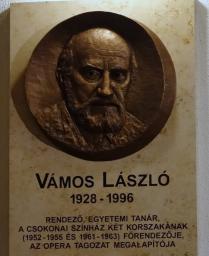 VÁMOS LÁSZLÓ
1928 - 1996
RENDEZŐ, EGYETEMI TANÁR,
A CSOKONAI SZÍNHÁZ KÉT KORSZAKÁNAK
(1952-1955 ÉS 1961-1963) FŐRENDEZŐJE,
AZ OPERA TAGOZAT MEGALAPÍTÓJA